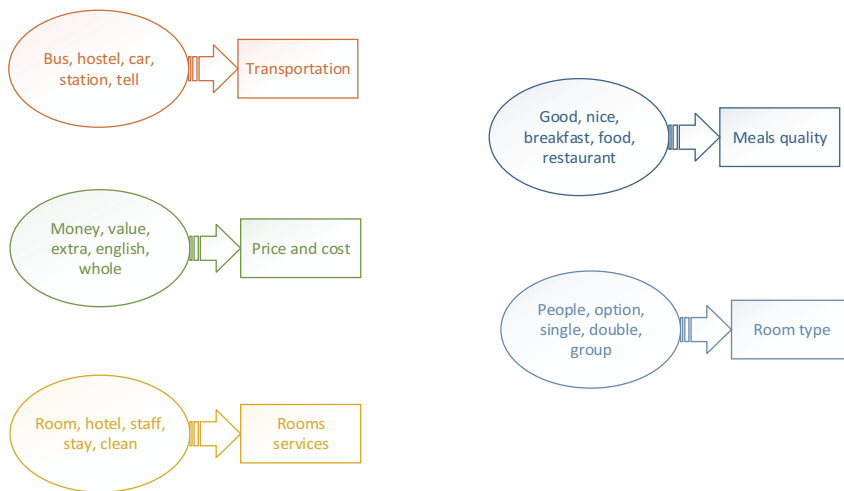 Bus, hostel, car,
station, tell
Transportation
Money, value,
extra, english,
whole
Price and cost
Room, hotel, staff,
stay, clean
Rooms
services
Good, nice,
breakfast, food,
restaurant
Meals quality
People, option,
single, double,
group
Room type